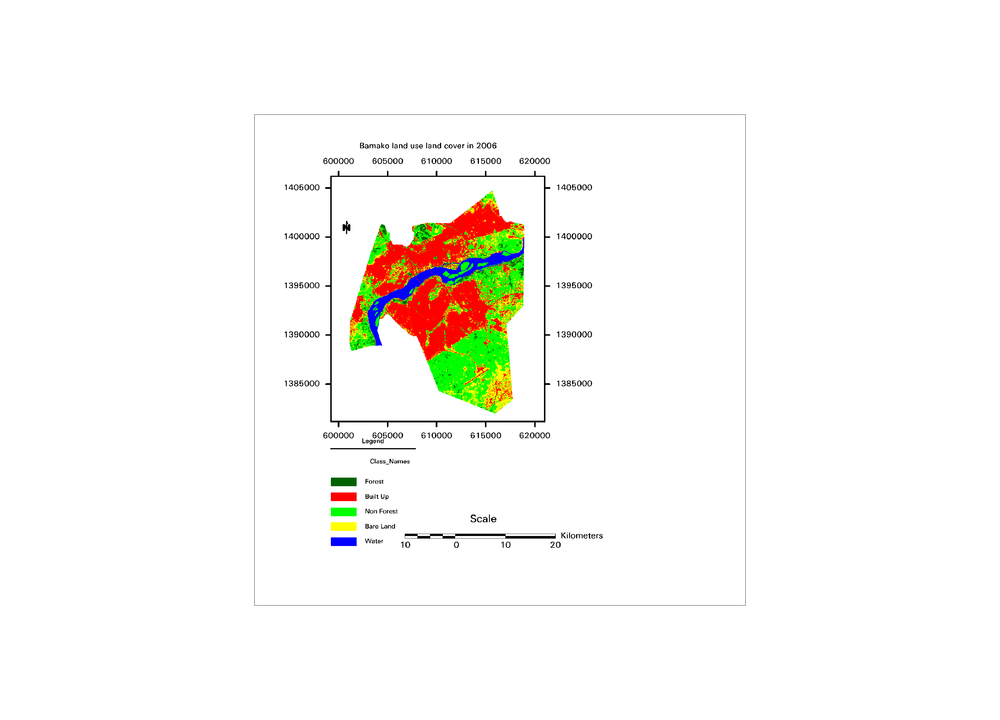 Bamako land use land cover in 2006
600000 605000 610000 615000 620000
1405000 1405000
N
1400000 1400000
1395000 1395000
1390000 1390000
1385000 1385000
600000 605000 610000 615000 620000
Legend
Class_Names
Forest
Built Up
Non Forest
Bare Land
Water
Scale
Kilometers
10 0 10 20